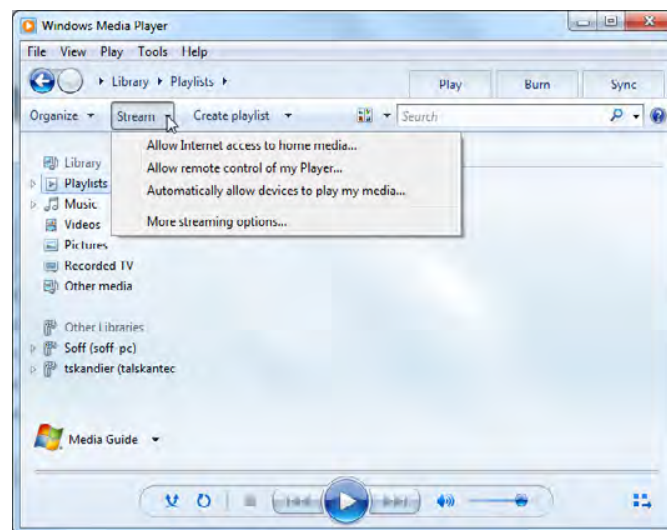 Windows Media Player
File View Play Tools Help
Library Playlists
Play Burn Sync
Organize Stream Create playlist Search
Allow Internet access to home media...
Allow remote control of my Player...
Automatically allow devices to play my media...
More streaming options...
Library
Playlists
Music
Videos
Pictures
Recorded TV
Other media
Other Libraries
Soff (soff-pc)
tskandier (talskantec
Media Guide